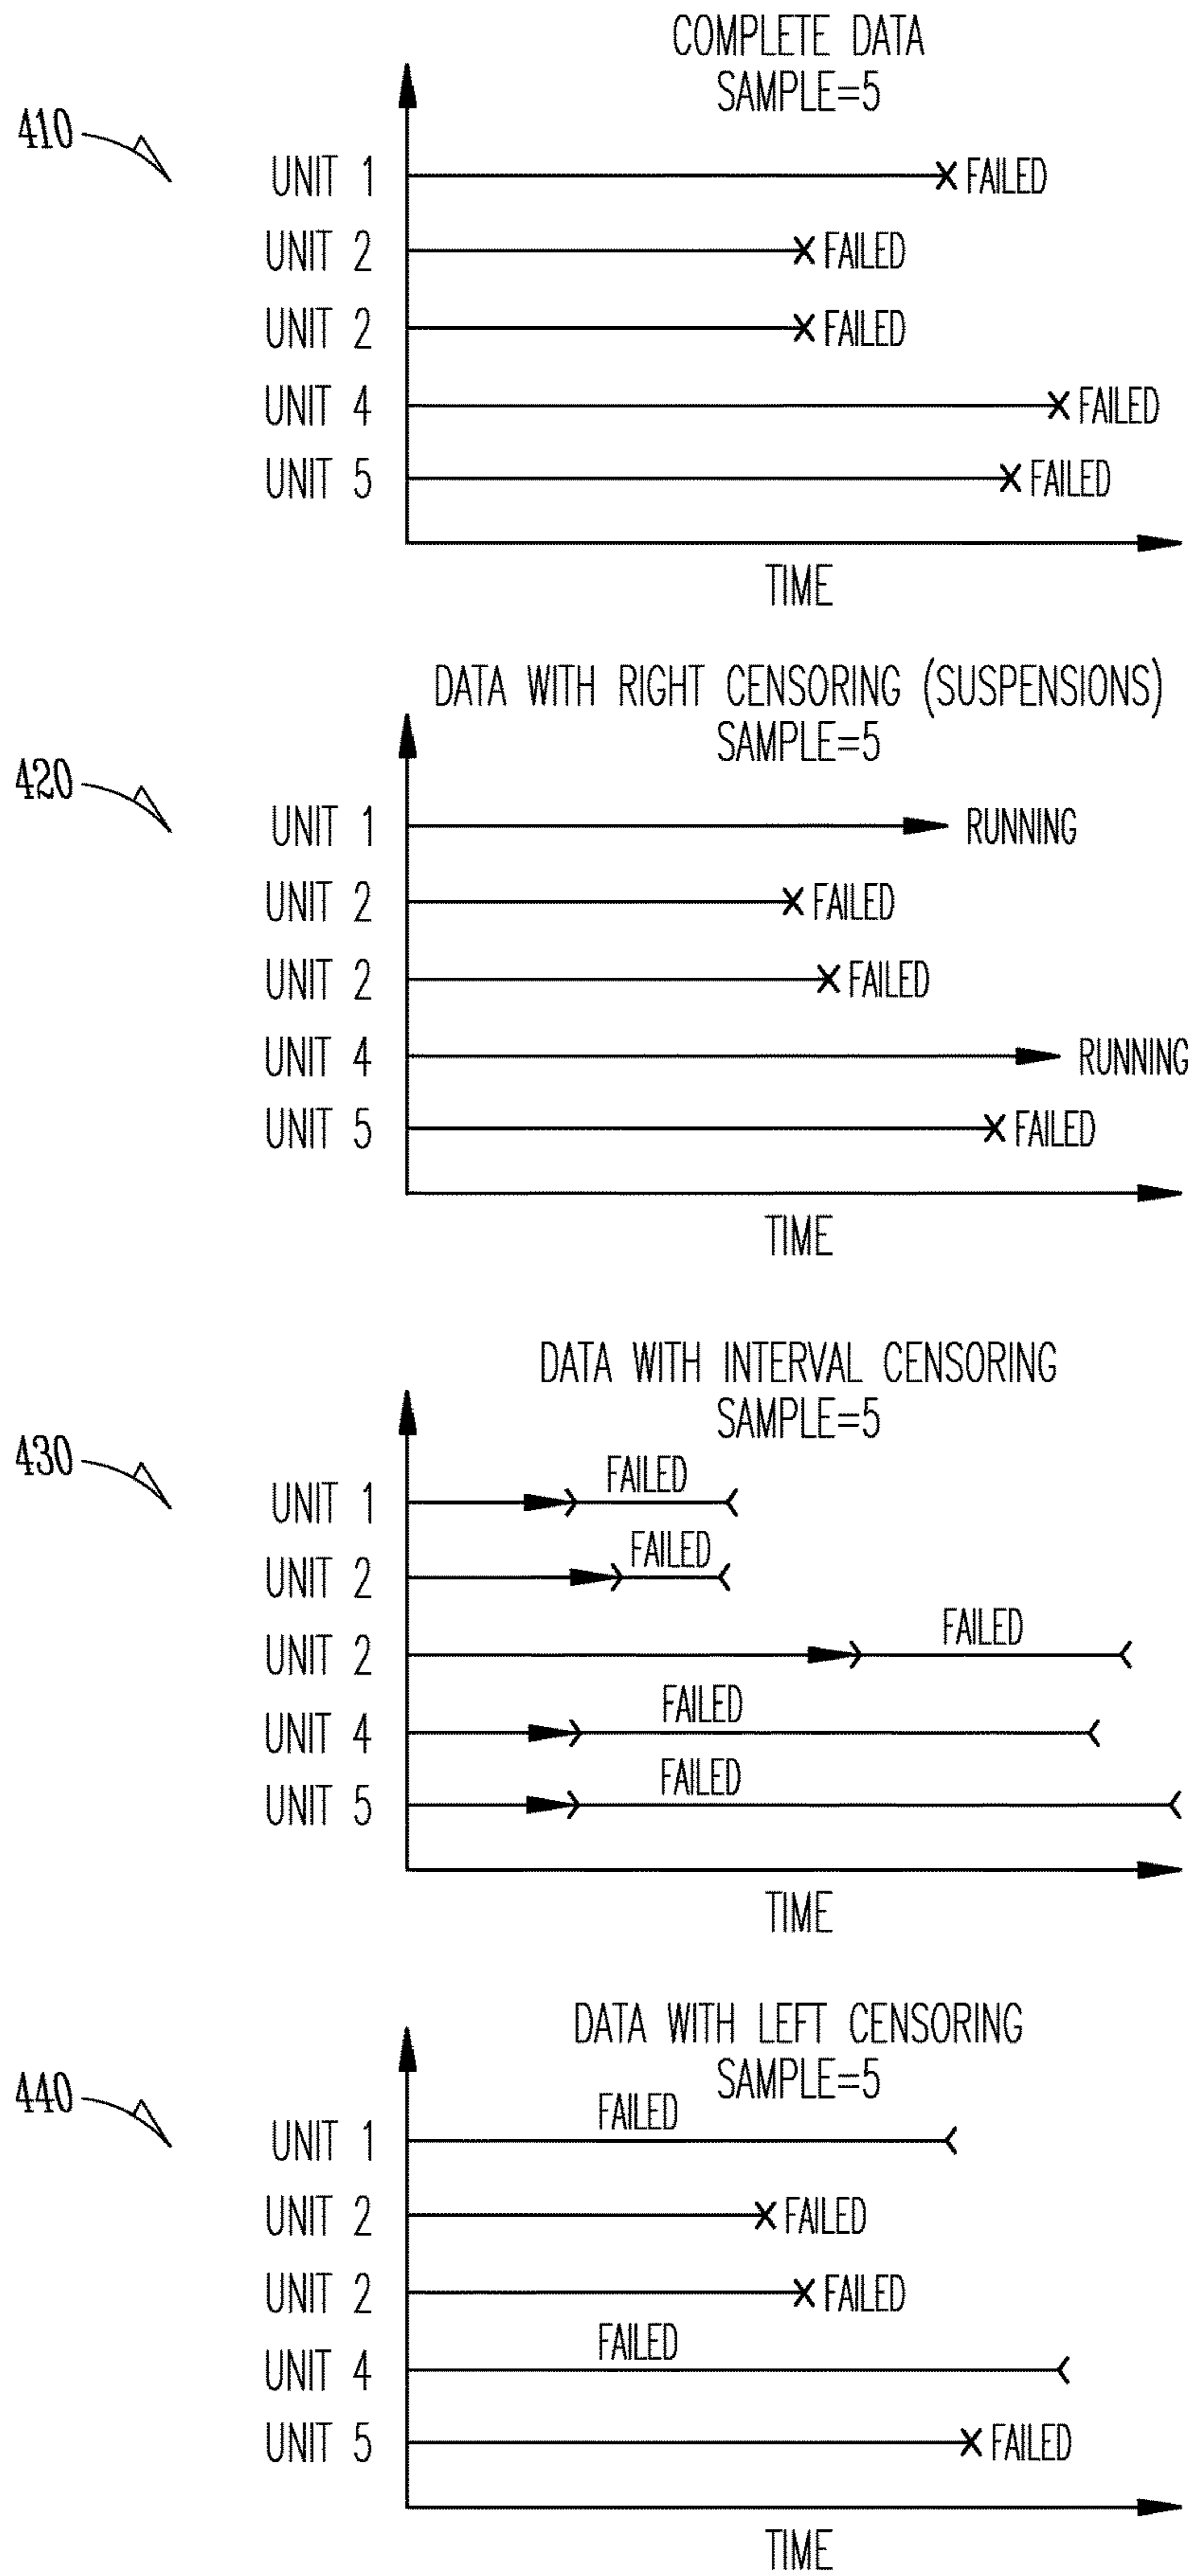 COMPLETE DATA
SAMPLE=5
410
UNIT 1 FAILED
UNIT 2 FAILED
UNIT 2 FAILED
UNIT 4 FAILED
UNIT 5 FAILED
TIME
DATA WITH RIGHT CENSORING (SUSPENSIONS)
SAMPLE=5
420
UNIT 1 RUNNING
UNIT 2 FAILED
UNIT 2 FAILED
UNIT 4 RUNNING
UNIT 5 FAILED
TIME
DATA WITH INTERVAL CENSORING
SAMPLE=5
430
UNIT 1 FAILED
UNIT 2 FAILED
UNIT 2 FAILED
UNIT 4 FAILED
UNIT 5 FAILED
TIME
DATA WITH LEFT CENSORING
SAMPLE=5
440
UNIT 1 FAILED
UNIT 2 FAILED
UNIT 2 FAILED
UNIT 4 FAILED
UNIT 5 FAILED
TIME